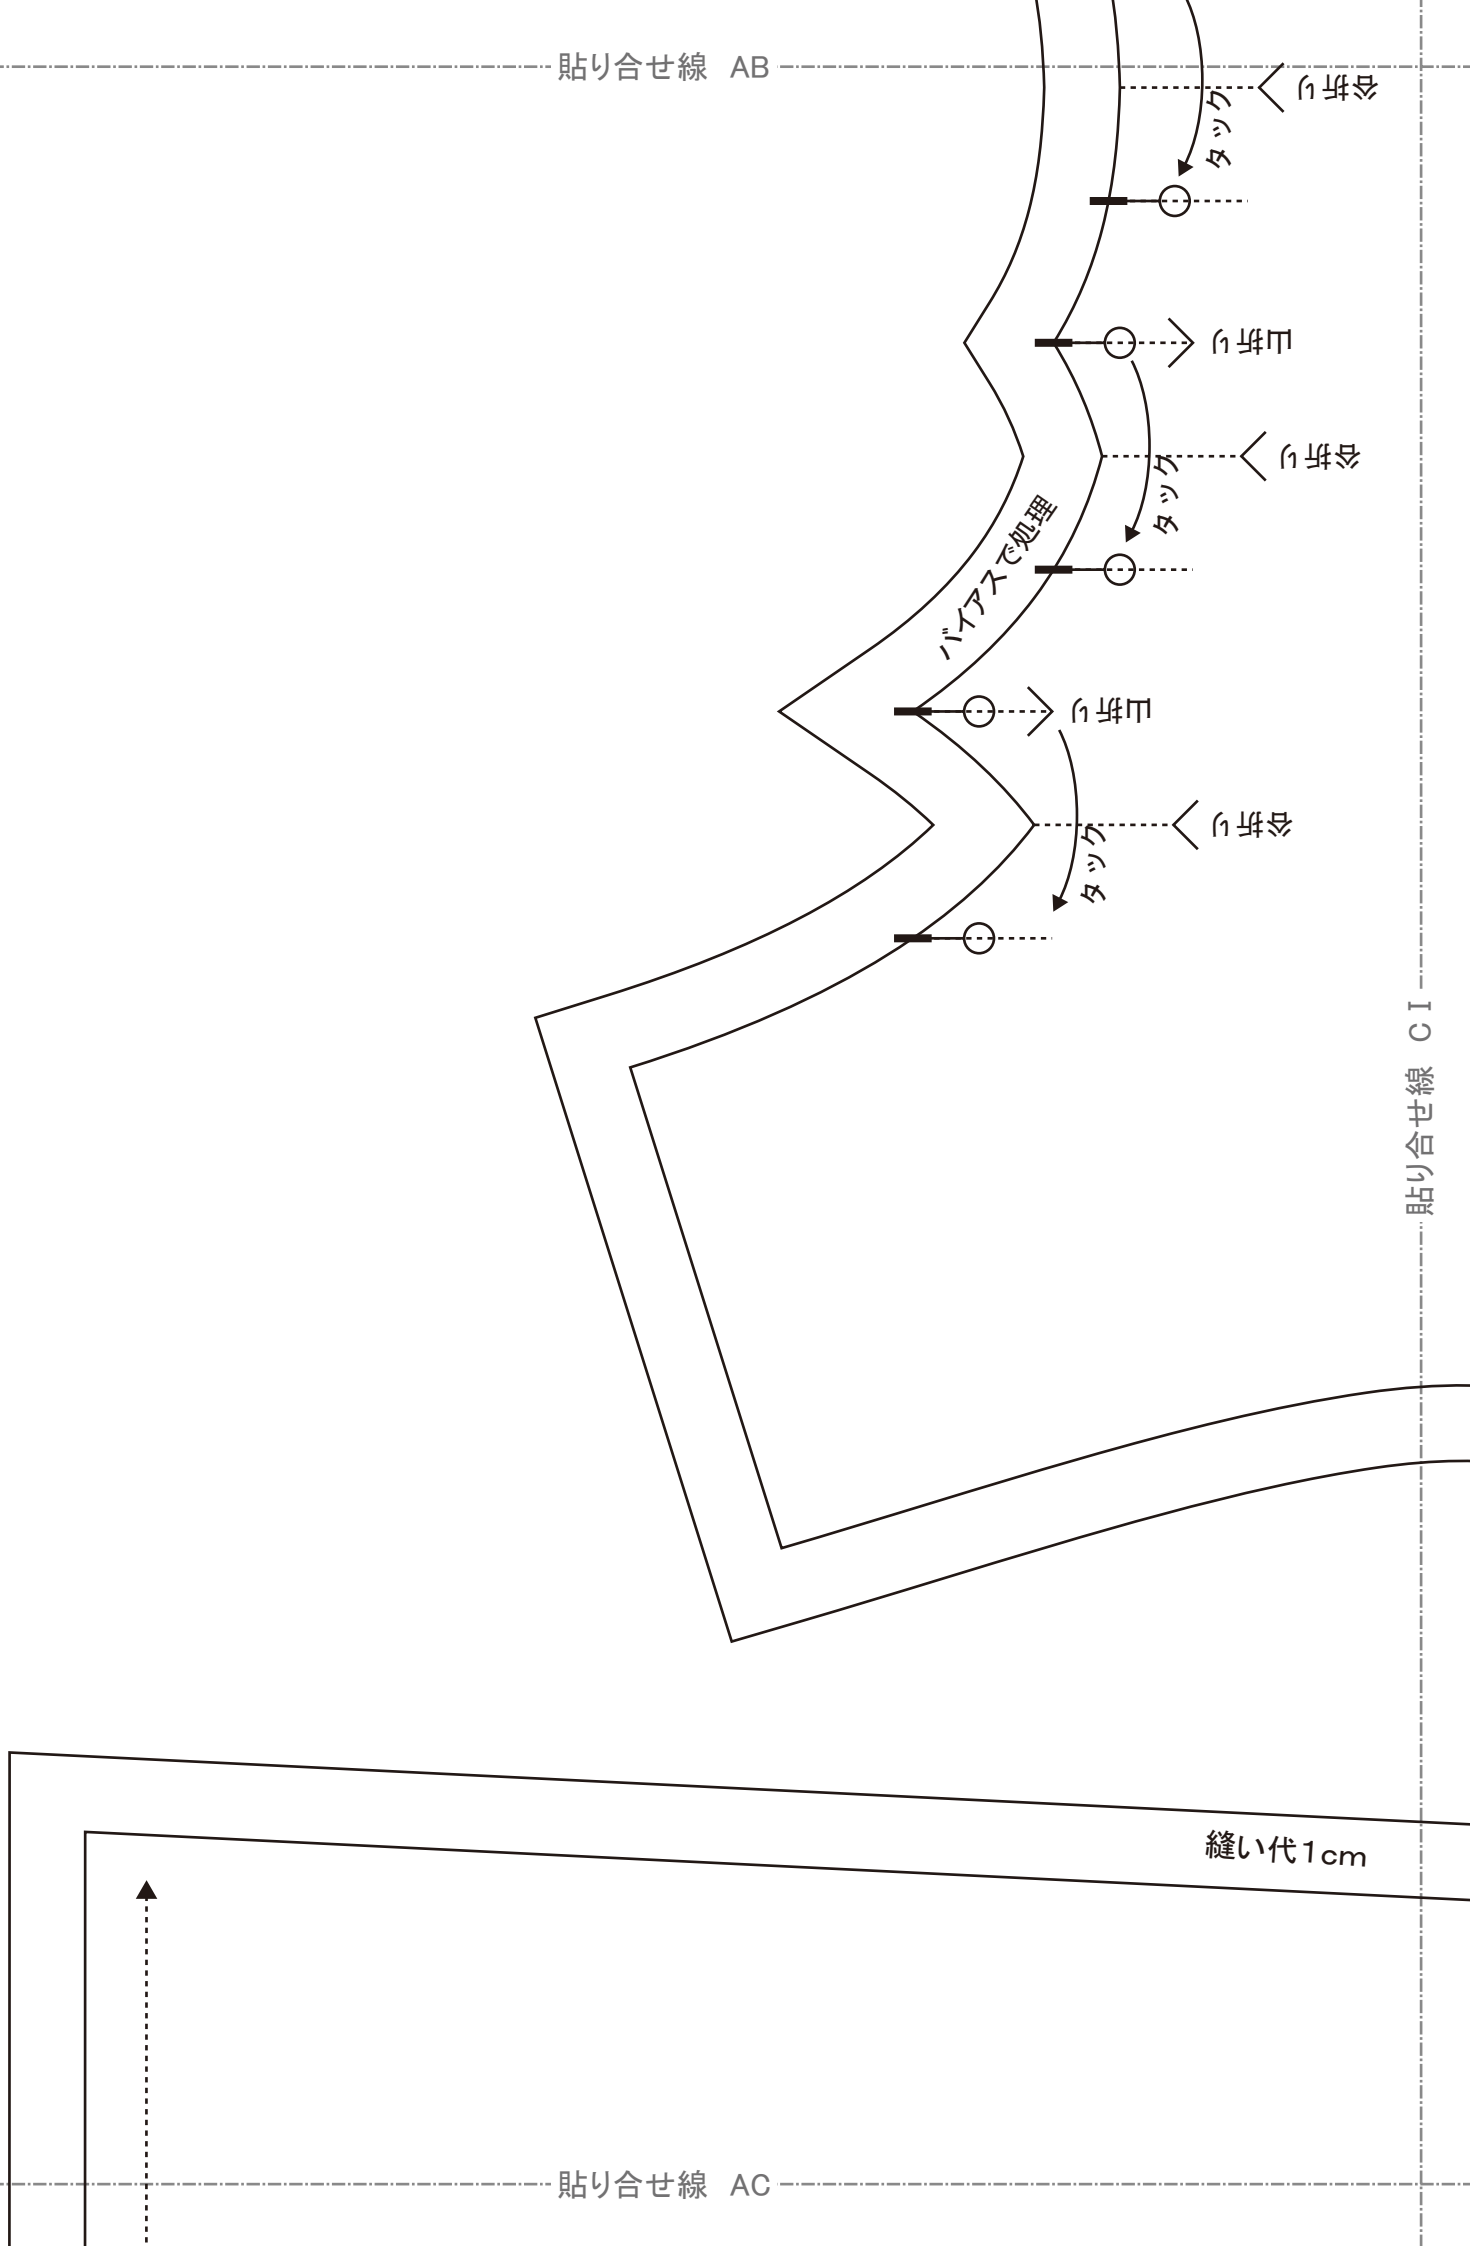 貼り合せ線 AB
谷折り
タック
山折り
谷折り
タック
バイアスで処理
山折り
谷折り
タック
貼り合せ線 CI
縫い代1cm
貼り合せ線 AC